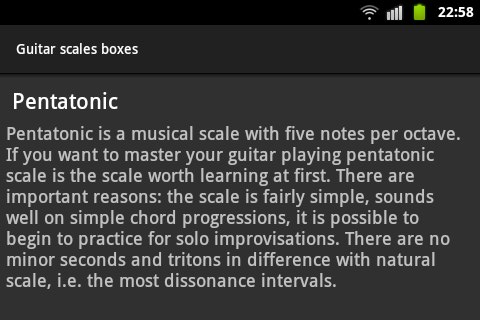 22:58
Guitar scales boxes
Pentatonic
Pentatonic is a musical scale with five notes per octave.
If you want to master your guitar playing pentatonic
scale is the scale worth learning at first. There are
important reasons: the scale is fairly simple, sounds
well on simple chord progressions, it is possible to
begin to practice for solo improvisations. There are no
minor seconds and tritons in difference with natural
scale, i.e. the most dissonance intervals.